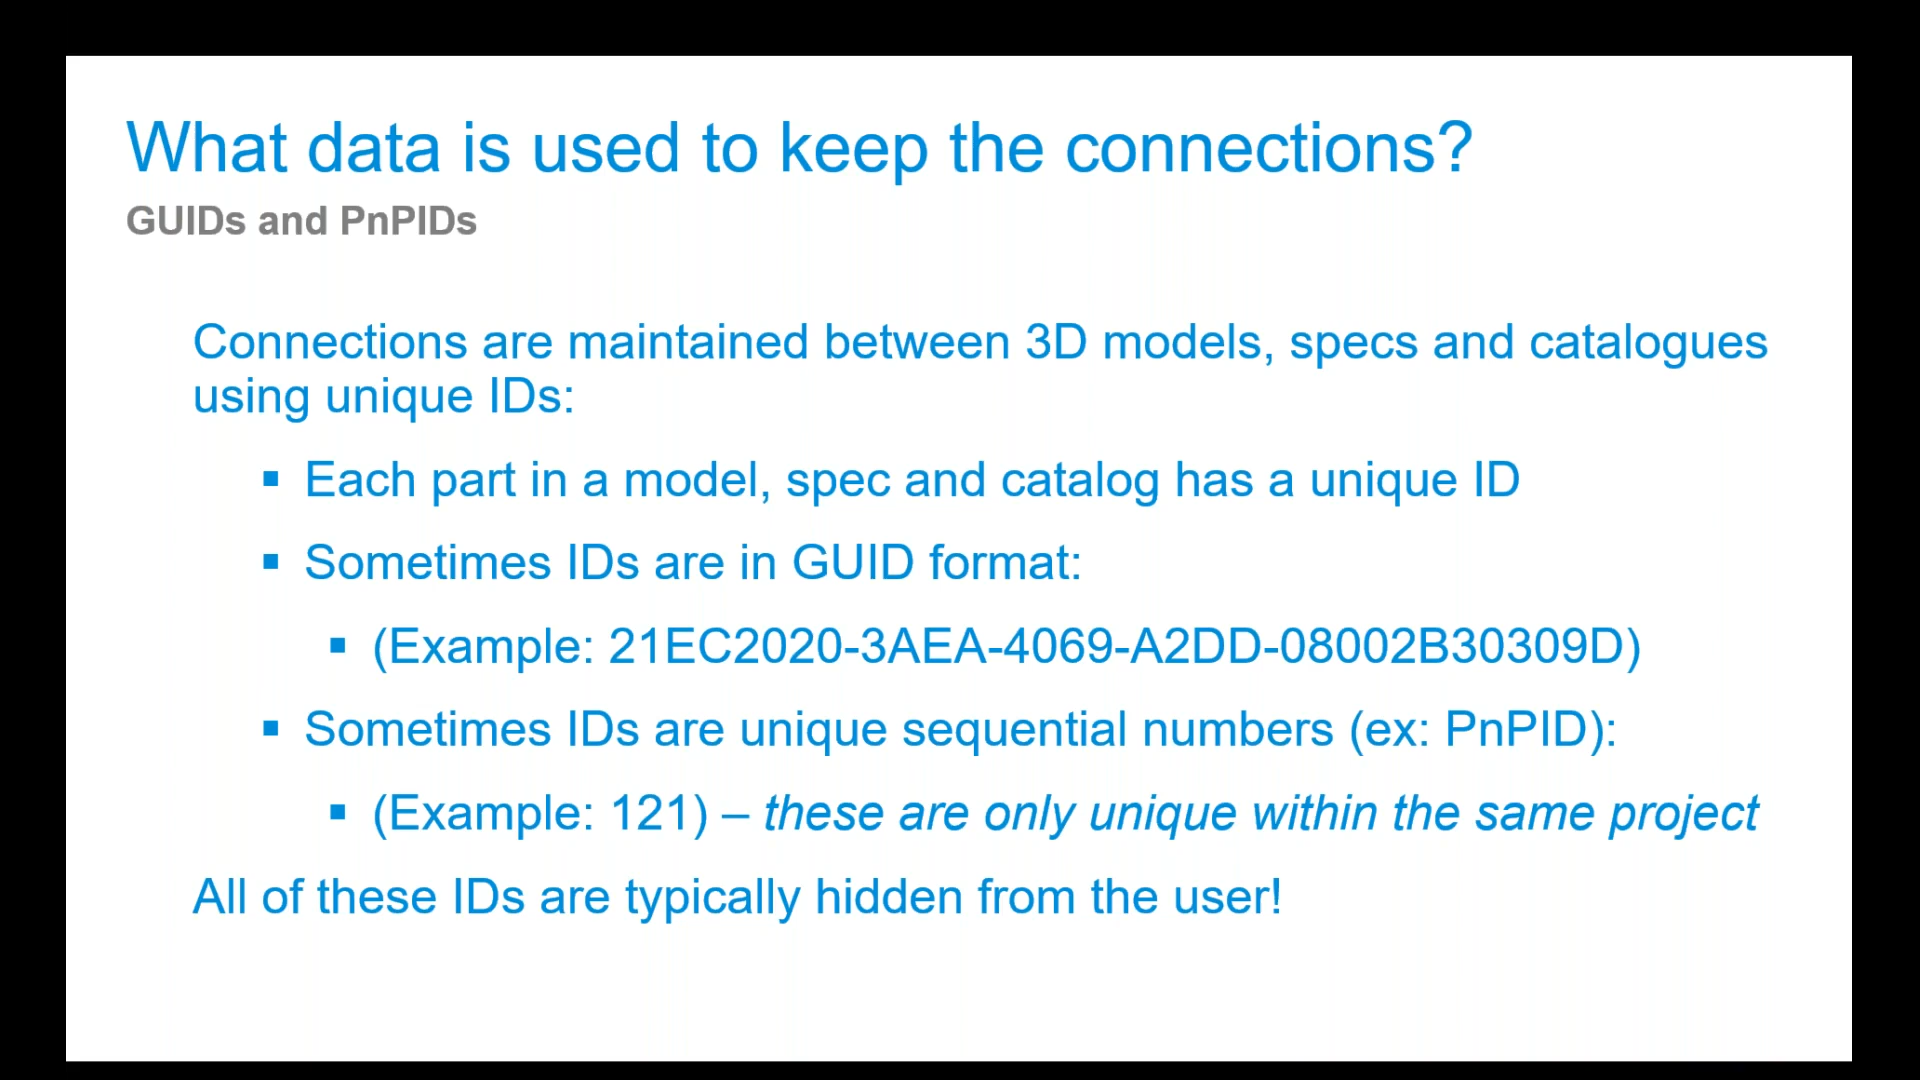 What data is used to keep the connections?
GUIDs and PnPIDs
Connections are maintained between 3D models, specs and catalogues
using unique IDs:
▪ Each part in a model, spec and catalog has a unique ID
▪ Sometimes IDs are in GUID format:
▪ (Example: 21EC2020-3AEA-4069-A2DD-08002B30309D)
▪ Sometimes IDs are unique sequential numbers (ex: PnPID):
▪ (Example: 121) – these are only unique within the same project
All of these IDs are typically hidden from the user!